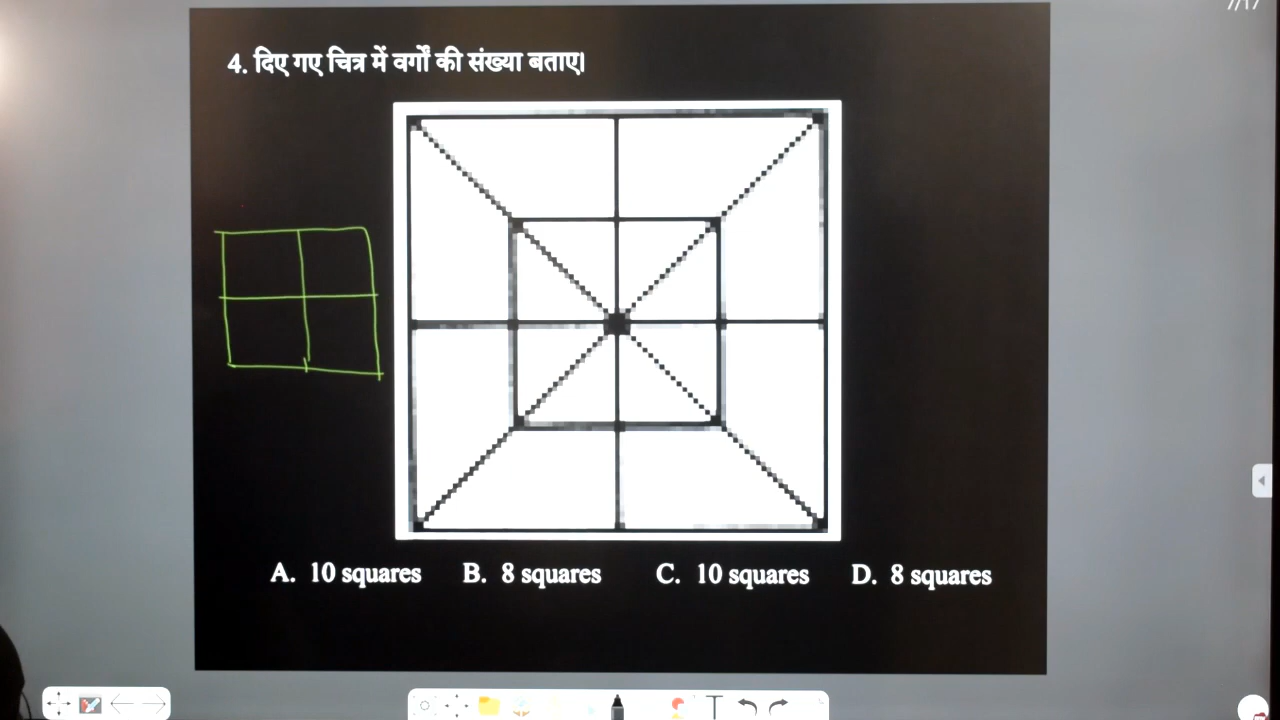 4. दिए गए चित्र में वर्गों की संख्या बताए।
A. 10 squares B. 8 squares C. 10 squares D. 8 squares